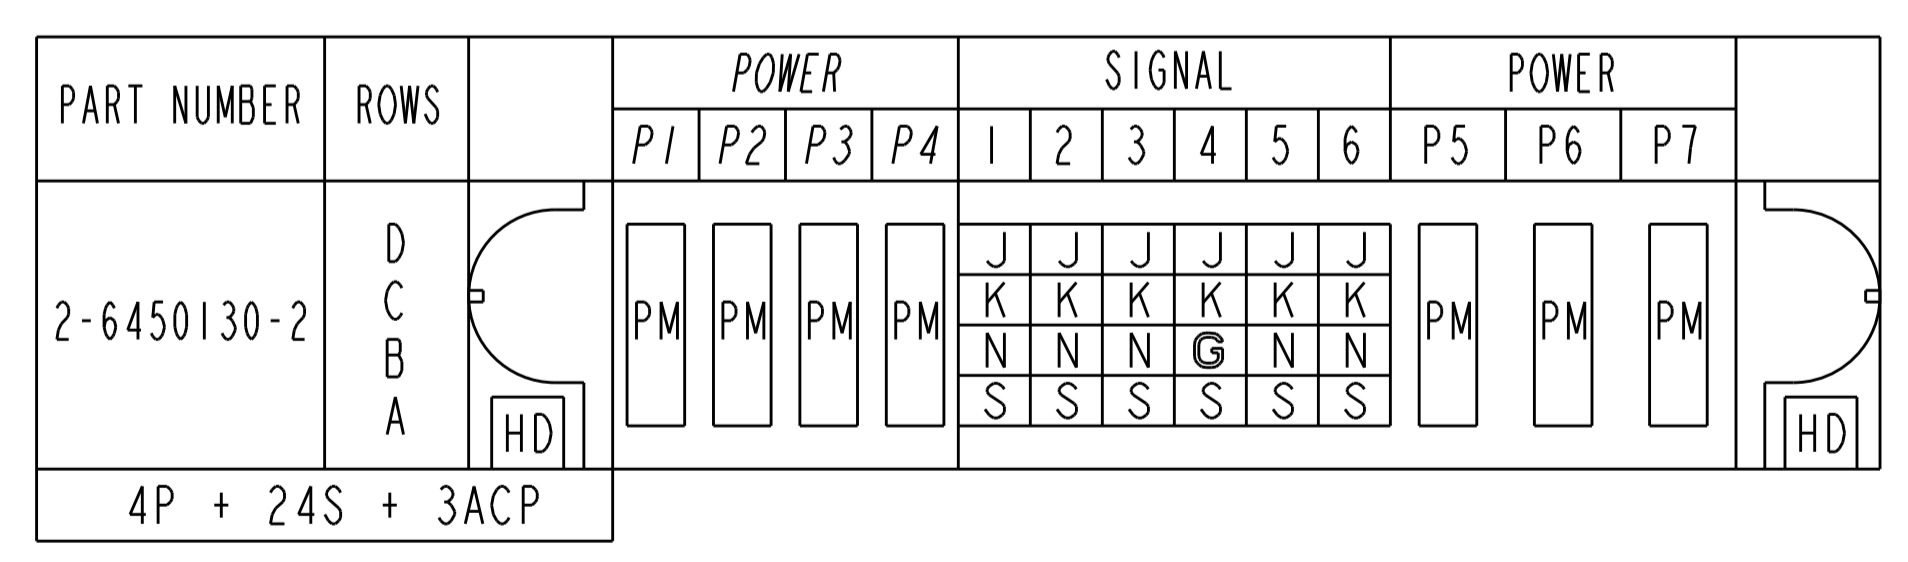 PART NUMBER ROWS POWER SIGNAL POWER
P1 P2 P3 P4 1 2 3 4 5 6 P5 P6 P7
D J J J J J J
C K K K K K K
2-6450130-2 PM PM PM PM PM PM PM
B N N N G N N
A S S S S S S
HD HD
4P + 24S + 3ACP